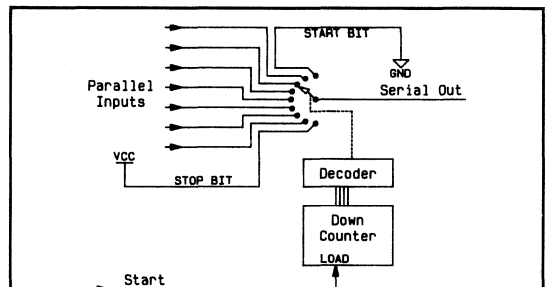 START BIT
GND
Parallel
Inputs
Serial Out
VCC
STOP BIT
Decoder
Down
Counter
LOAD
Start